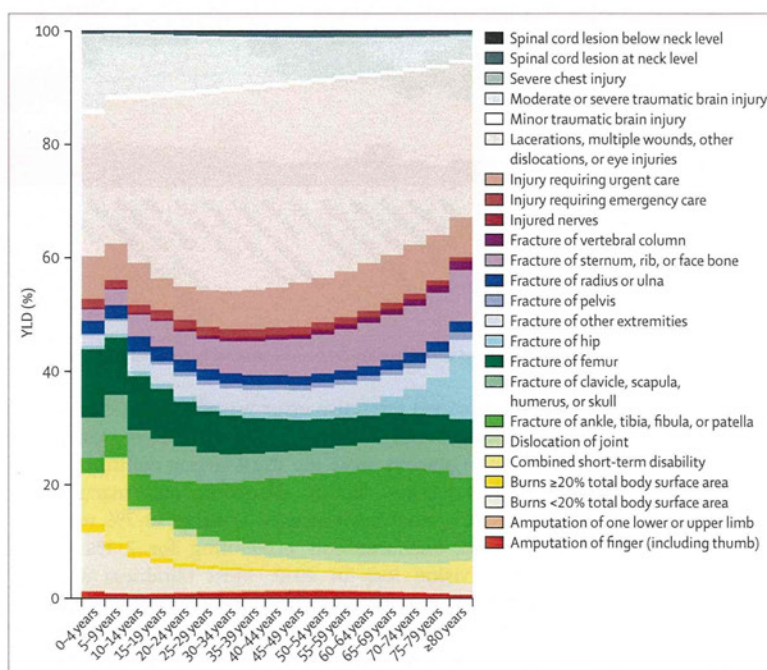 100
80
60
40
20
0
YLD (%)
0–4 years
5–9 years
10–14 years
15–19 years
20–24 years
25–29 years
30–34 years
35–39 years
40–44 years
45–49 years
50–54 years
55–59 years
60–64 years
65–69 years
70–74 years
75–79 years
≥80 years
Spinal cord lesion below neck level
Spinal cord lesion at neck level
Severe chest injury
Moderate or severe traumatic brain injury
Minor traumatic brain injury
Lacerations, multiple wounds, other
dislocations, or eye injuries
Injury requiring urgent care
Injury requiring emergency care
Injured nerves
Fracture of vertebral column
Fracture of sternum, rib, or face bone
Fracture of radius or ulna
Fracture of pelvis
Fracture of other extremities
Fracture of hip
Fracture of femur
Fracture of clavicle, scapula,
humerus, or skull
Fracture of ankle, tibia, fibula, or patella
Dislocation of joint
Combined short-term disability
Burns ≥20% total body surface area
Burns <20% total body surface area
Amputation of one lower or upper limb
Amputation of finger (including thumb)